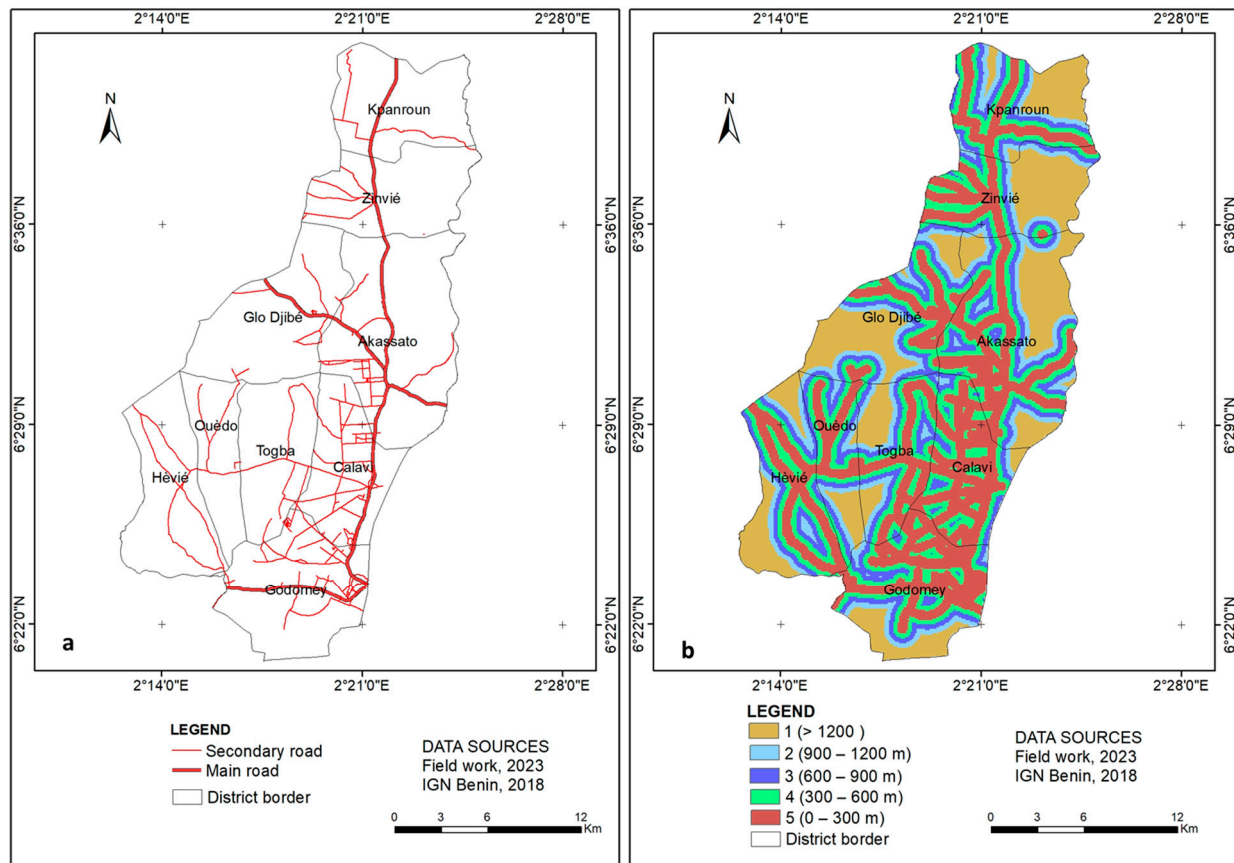 2°14'0"E
2°21'0"E
2°28'0"E
N
Kpanroun
Zinvié
6°36'0"N
6°36'0"N
Glo Djibé
Akassato
Ouèdo
6°29'0"N
6°29'0"N
Togba
Calavi
Hêvié
Godomey
6°22'0"N
6°22'0"N
a
2°14'0"E
2°21'0"E
2°28'0"E
LEGEND
Secondary road
Main road
District border
DATA SOURCES
Field work, 2023
IGN Benin, 2018
0 3 6 12
Km
2°14'0"E
2°21'0"E
2°28'0"E
N
Kpanroun
Zinvié
6°36'0"N
Glo Djibé
Akassato
Ouèdo
6°29'0"N
Togba
Calavi
Hêvié
Godomey
6°22'0"N
b
2°14'0"E
2°21'0"E
2°28'0"E
LEGEND
1 (> 1200 )
2 (900 – 1200 m)
3 (600 – 900 m)
4 (300 – 600 m)
5 (0 – 300 m)
District border
DATA SOURCES
Field work, 2023
IGN Benin, 2018
0 3 6 12
Km